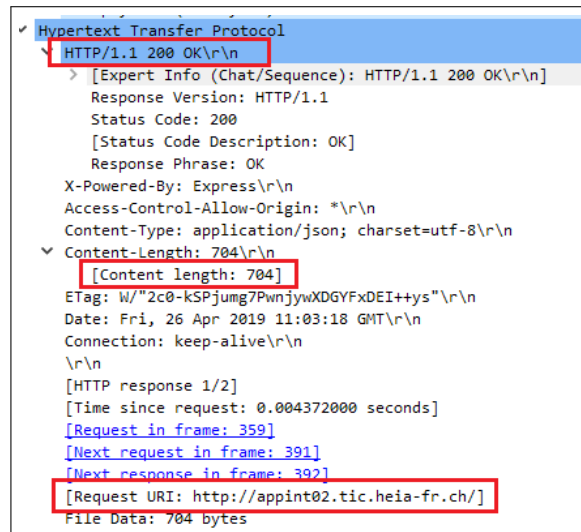 Hypertext Transfer Protocol
HTTP/1.1 200 OK\r\n
[Expert Info (Chat/Sequence): HTTP/1.1 200 OK\r\n]
Response Version: HTTP/1.1
Status Code: 200
[Status Code Description: OK]
Response Phrase: OK
X-Powered-By: Express\r\n
Access-Control-Allow-Origin: *\r\n
Content-Type: application/json; charset=utf-8\r\n
Content-Length: 704\r\n
[Content length: 704]
ETag: W/"2c0-kSPjumg7PwnjywXDGYFxDEI++ys"\r\n
Date: Fri, 26 Apr 2019 11:03:18 GMT\r\n
Connection: keep-alive\r\n
\r\n
[HTTP response 1/2]
[Time since request: 0.004372000 seconds]
[Request in frame: 359]
[Next request in frame: 391]
[Next response in frame: 392]
[Request URI: http://appint02.tic.heia-fr.ch/]
File Data: 704 bytes